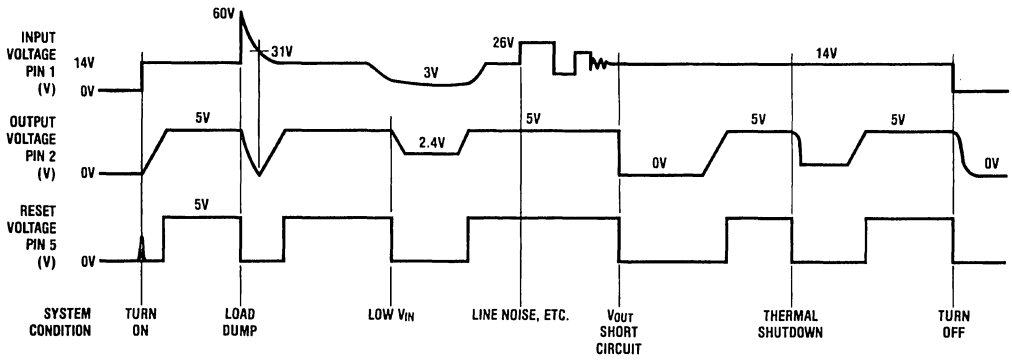 60V
INPUT
VOLTAGE
PIN 1
(V)
14V
0V
31V
3V
26V
14V
OUTPUT
VOLTAGE
PIN 2
(V)
0V
5V
2.4V
5V
0V
5V
5V
0V
RESET
VOLTAGE
PIN 5
(V)
0V
5V
SYSTEM
CONDITION
TURN
ON
LOAD
DUMP
LOW VIN
LINE NOISE, ETC.
VOUT
SHORT
CIRCUIT
THERMAL
SHUTDOWN
TURN
OFF